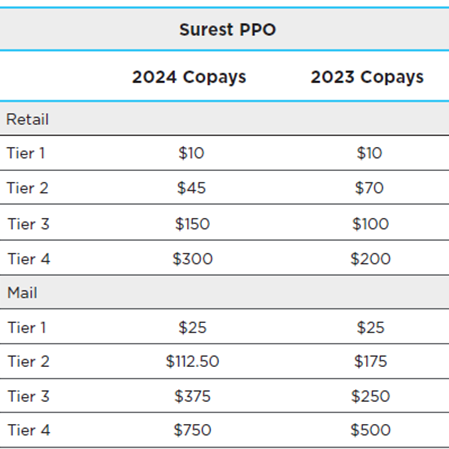 Surest PPO
2024 Copays 2023 Copays
Retail
Tier 1 $10 $10
Tier 2 $45 $70
Tier 3 $150 $100
Tier 4 $300 $200
Mail
Tier 1 $25 $25
Tier 2 $112.50 $175
Tier 3 $375 $250
Tier 4 $750 $500